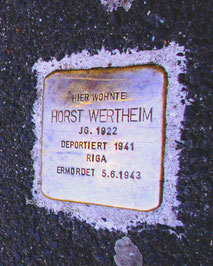 HIER WOHNTE
HORST WERTHEIM
JG. 1922
DEPORTIERT 1941
RIGA
ERMORDET 5.6.1943